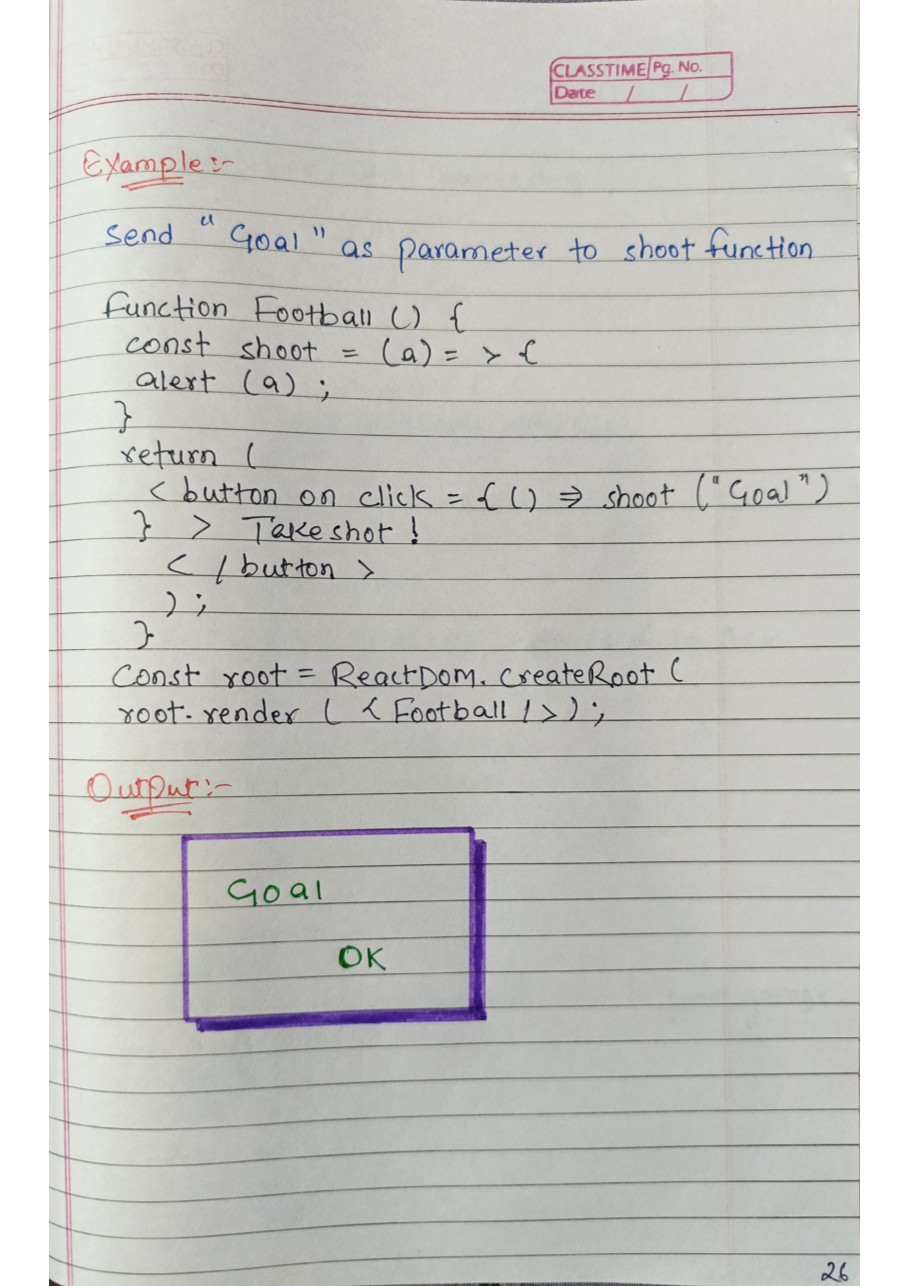 CLASSTIME Pg. No.
Date / /
Example:-
Send "Goal" as parameter to shoot function
function Football () {
const shoot = (a) = > {
alert (a) ;
}
return (
< button on click = { () => shoot ("Goal")
} > Take shot !
< / button >
) ;
}
Const root = ReactDom. createRoot (
root. render ( < Football / > ) ;
Output:-
Goal
OK
26